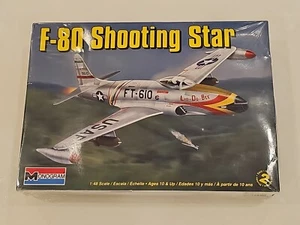 F-80 Shooting Star
FT-610
USAF
MONOGRAM
1:48 Scale / Escala / Echelle • Ages 10 & Up / Edades 10 y más / À partir de 10 ans